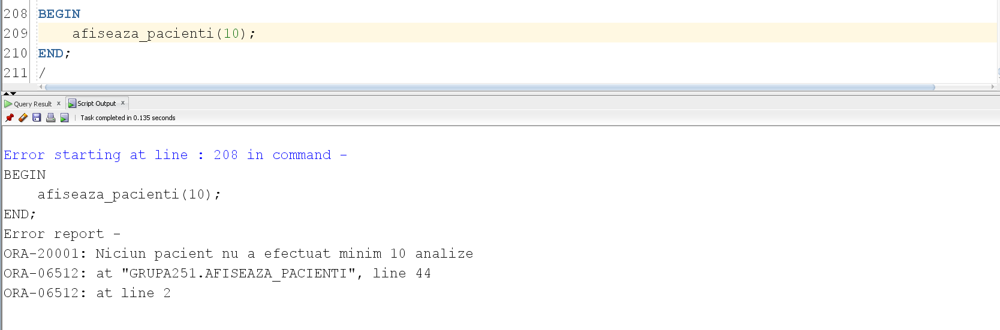 208 BEGIN
209     afiseaza_pacienti(10);
210 END;
211 /
Query Result x Script Output x
Task completed in 0.135 seconds
Error starting at line : 208 in command -
BEGIN
    afiseaza_pacienti(10);
END;
Error report -
ORA-20001: Niciun pacient nu a efectuat minim 10 analize
ORA-06512: at "GRUPA251.AFISEAZA_PACIENTI", line 44
ORA-06512: at line 2